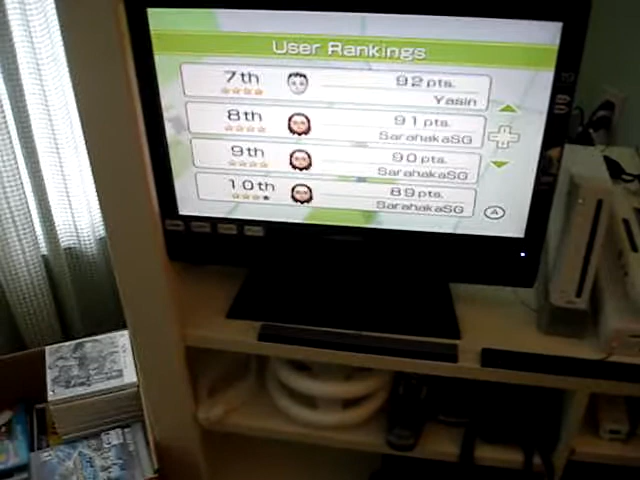 User Rankings
7th
92 pts.
Yasin
8th
91 pts.
SarahakaSG
9th
90 pts.
SarahakaSG
10th
89 pts.
SarahakaSG
A